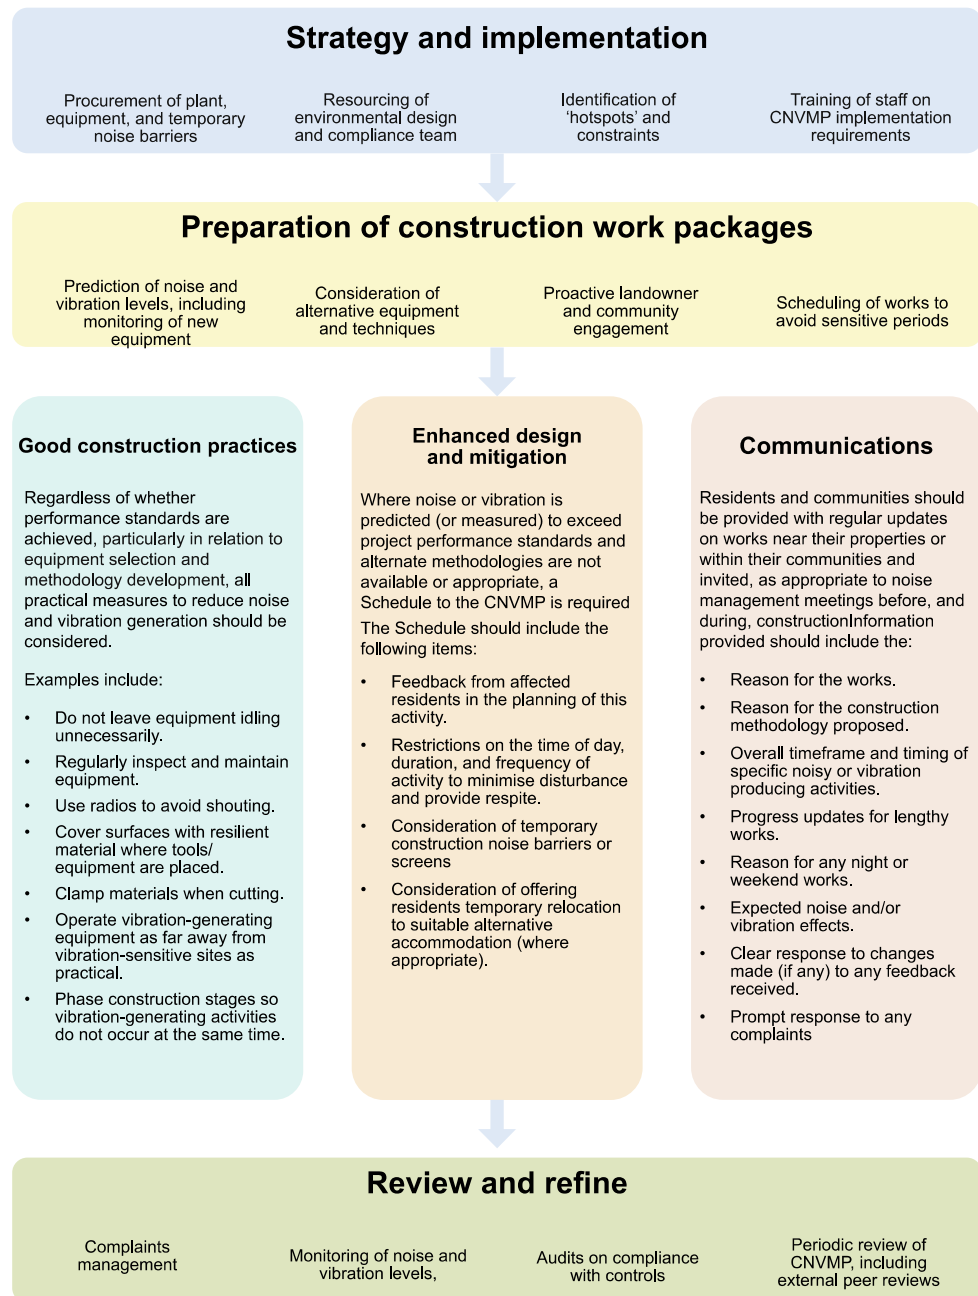 Strategy and implementation
Procurement of plant,
equipment, and temporary
noise barriers
Resourcing of
environmental design
and compliance team
Identification of
‘hotspots’ and
constraints
Training of staff on
CNVMP implementation
requirements
Preparation of construction work packages
Prediction of noise and
vibration levels, including
monitoring of new
equipment
Consideration of
alternative equipment
and techniques
Proactive landowner
and community
engagement
Scheduling of works to
avoid sensitive periods
Good construction practices
Regardless of whether
performance standards are
achieved, particularly in relation to
equipment selection and
methodology development, all
practical measures to reduce noise
and vibration generation should be
considered.
Examples include:
• Do not leave equipment idling
unnecessarily.
• Regularly inspect and maintain
equipment.
• Use radios to avoid shouting.
• Cover surfaces with resilient
material where tools/
equipment are placed.
• Clamp materials when cutting.
• Operate vibration-generating
equipment as far away from
vibration-sensitive sites as
practical.
• Phase construction stages so
vibration-generating activities
do not occur at the same time.
Enhanced design
and mitigation
Where noise or vibration is
predicted (or measured) to exceed
project performance standards and
alternate methodologies are not
available or appropriate, a
Schedule to the CNVMP is required
The Schedule should include the
following items:
• Feedback from affected
residents in the planning of this
activity.
• Restrictions on the time of day,
duration, and frequency of
activity to minimise disturbance
and provide respite.
• Consideration of temporary
construction noise barriers or
screens
• Consideration of offering
residents temporary relocation
to suitable alternative
accommodation (where
appropriate).
Communications
Residents and communities should
be provided with regular updates
on works near their properties or
within their communities and
invited, as appropriate to noise
management meetings before, and
during, constructionInformation
provided should include the:
• Reason for the works.
• Reason for the construction
methodology proposed.
• Overall timeframe and timing of
specific noisy or vibration
producing activities.
• Progress updates for lengthy
works.
• Reason for any night or
weekend works.
• Expected noise and/or
vibration effects.
• Clear response to changes
made (if any) to any feedback
received.
• Prompt response to any
complaints
Review and refine
Complaints
management
Monitoring of noise and
vibration levels,
Audits on compliance
with controls
Periodic review of
CNVMP, including
external peer reviews